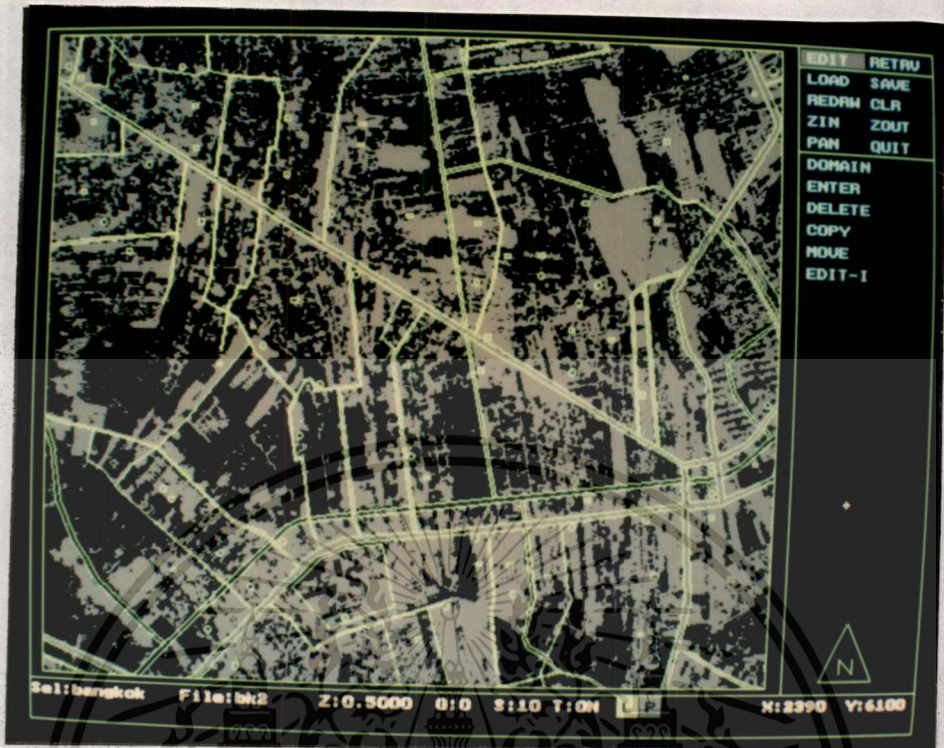 EDIT RETRV
LOAD SAVE
REDRW CLR
ZIN ZOUT
PAN QUIT
DOMAIN
ENTER
DELETE
COPY
MOVE
EDIT-I
N
Sel:bangkok File:bk2 Z:0.5000 O:0 S:10 T:ON P X:2390 Y:6100